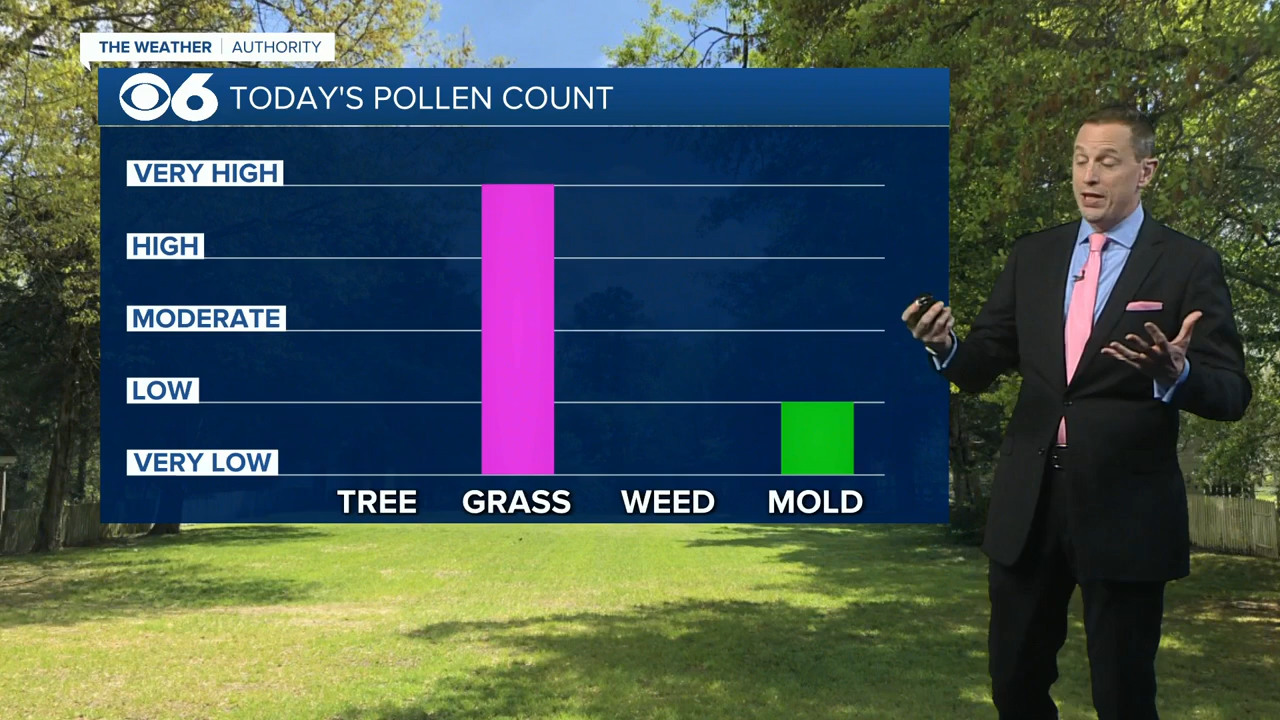 THE WEATHER | AUTHORITY
6 TODAY'S POLLEN COUNT
VERY HIGH
HIGH
MODERATE
LOW
VERY LOW
TREE GRASS WEED MOLD